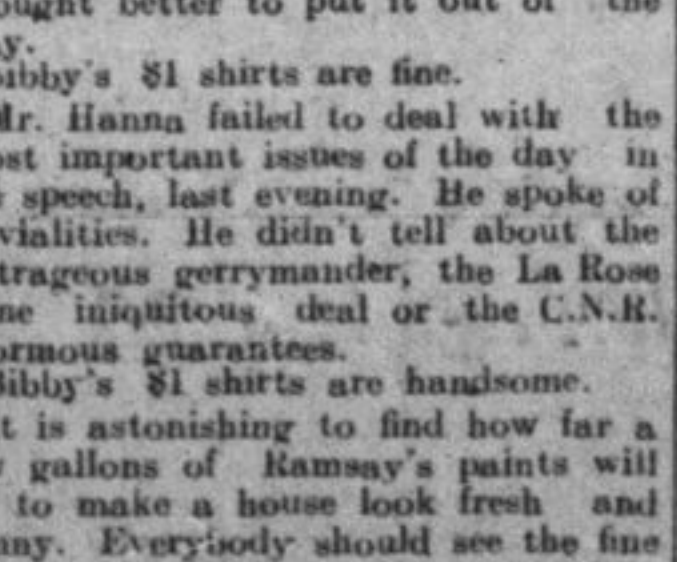 ought better to put it out of the
y.
ibby's $1 shirts are fine.
Mr. Hanna failed to deal with the
ost important issues of the day in
speech, last evening. He spoke of
vialities. He didn't tell about the
trageous gerrymander, the La Rose
ne iniquitous deal or the C.N.R.
ormous guarantees.
Bibby's $1 shirts are handsome.
t is astonishing to find how far a
gallons of Ramsay's paints will
to make a house look fresh and
ny. Everybody should see the fine